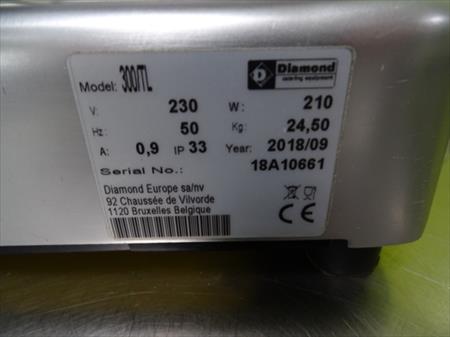 Model: 300/TL
D Diamond
catering equipment
V: 230 W: 210
Hz: 50 Kg: 24,50
A: 0,9 IP 33 Year: 2018/09
Serial No.: 18A10661
Diamond Europe sa/nv
92 Chaussée de Vilvorde
1120 Bruxelles Belgique
CE